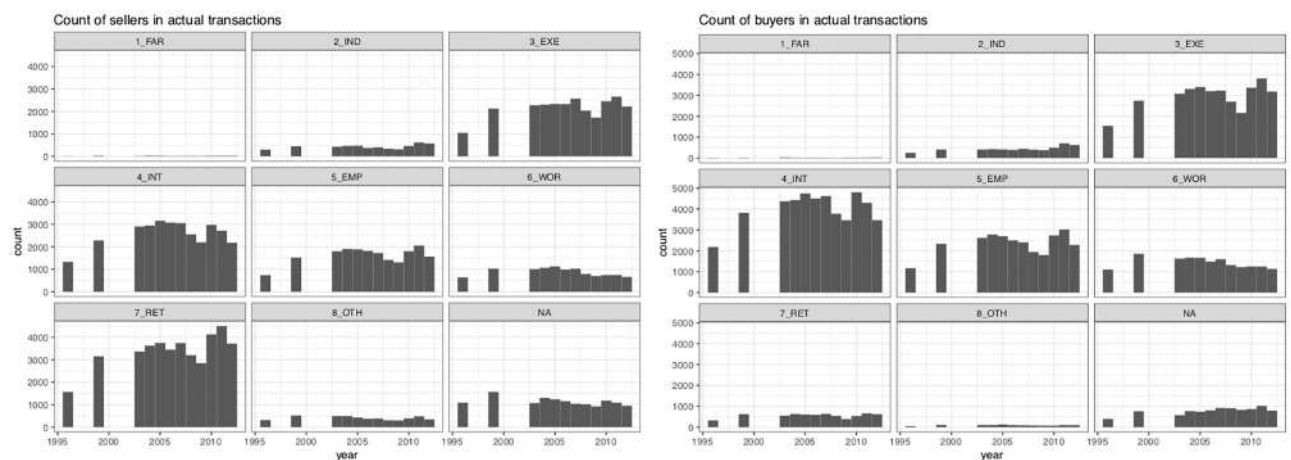 Count of sellers in actual transactions
1_FAR 2_IND 3_EXE
4000
3000
2000
1000
0
4_INT 5_EMP 6_WOR
4000
3000
2000
1000
0
7_RET 8_OTH NA
4000
3000
2000
1000
0
count
1995 2000 2005 2010 1995 2000 2005 2010 1995 2000 2005 2010
year
Count of buyers in actual transactions
1_FAR 2_IND 3_EXE
5000
4000
3000
2000
1000
0
4_INT 5_EMP 6_WOR
5000
4000
3000
2000
1000
0
7_RET 8_OTH NA
5000
4000
3000
2000
1000
0
count
1995 2000 2005 2010 1995 2000 2005 2010 1995 2000 2005 2010
year